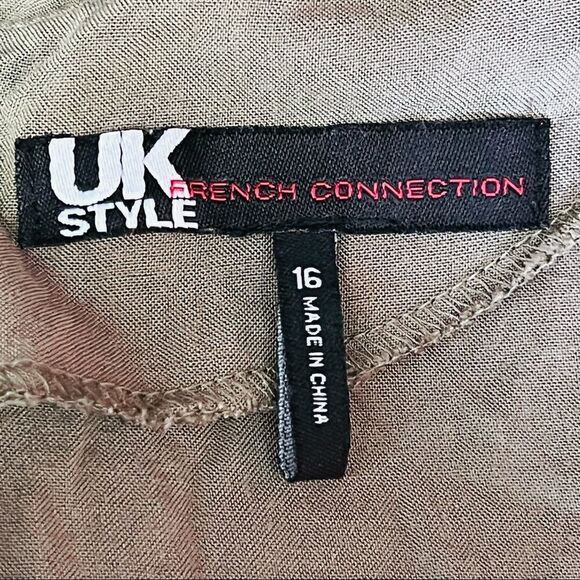 UK
STYLE
FRENCH CONNECTION
16 MADE IN CHINA